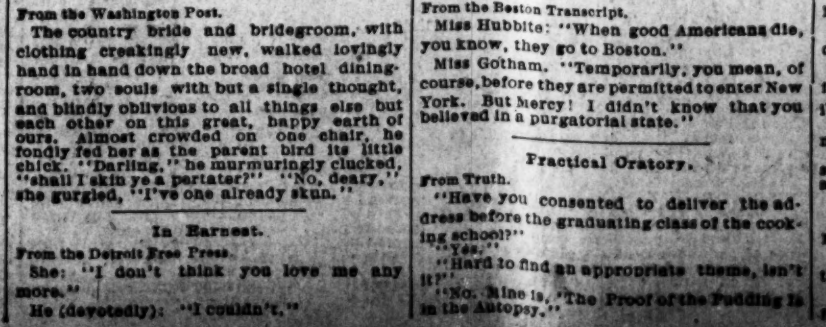 From the Washington Post.
The country bride and bridegroom, with
clothing creakingly new, walked lovingly
hand in hand down the broad hotel dining-
room, two souls with but a single thought,
and blindly oblivious to all things else but
each other on this great, happy earth of
ours. Almost crowded on one chair, he
fondly fed her as the parent bird its little
chick. "Darling," he murmuringly clucked,
"shall I skin ye a partater?" "No, deary,"
she gurgled, "I've one already skun."
In Earnest.
From the Detroit Free Press.
She: "I don't think you love me any
more."
He (devotedly): "I couldn't."
From the Boston Transcript.
Miss Hubbite: "When good Americans die,
you know, they go to Boston."
Miss Gotham. "Temporarily, you mean, of
course, before they are permitted to enter New
York. But Mercy! I didn't know that you
believed in a purgatorial state."
Practical Oratory.
From Truth.
"Have you consented to deliver the ad-
dress before the graduating class of the cook-
ing school?"
"Yes."
"Hard to find an appropriate theme, isn't
it?"
"No. Mine is, 'The Proof of the Pudding Is
in the Autopsy.'"